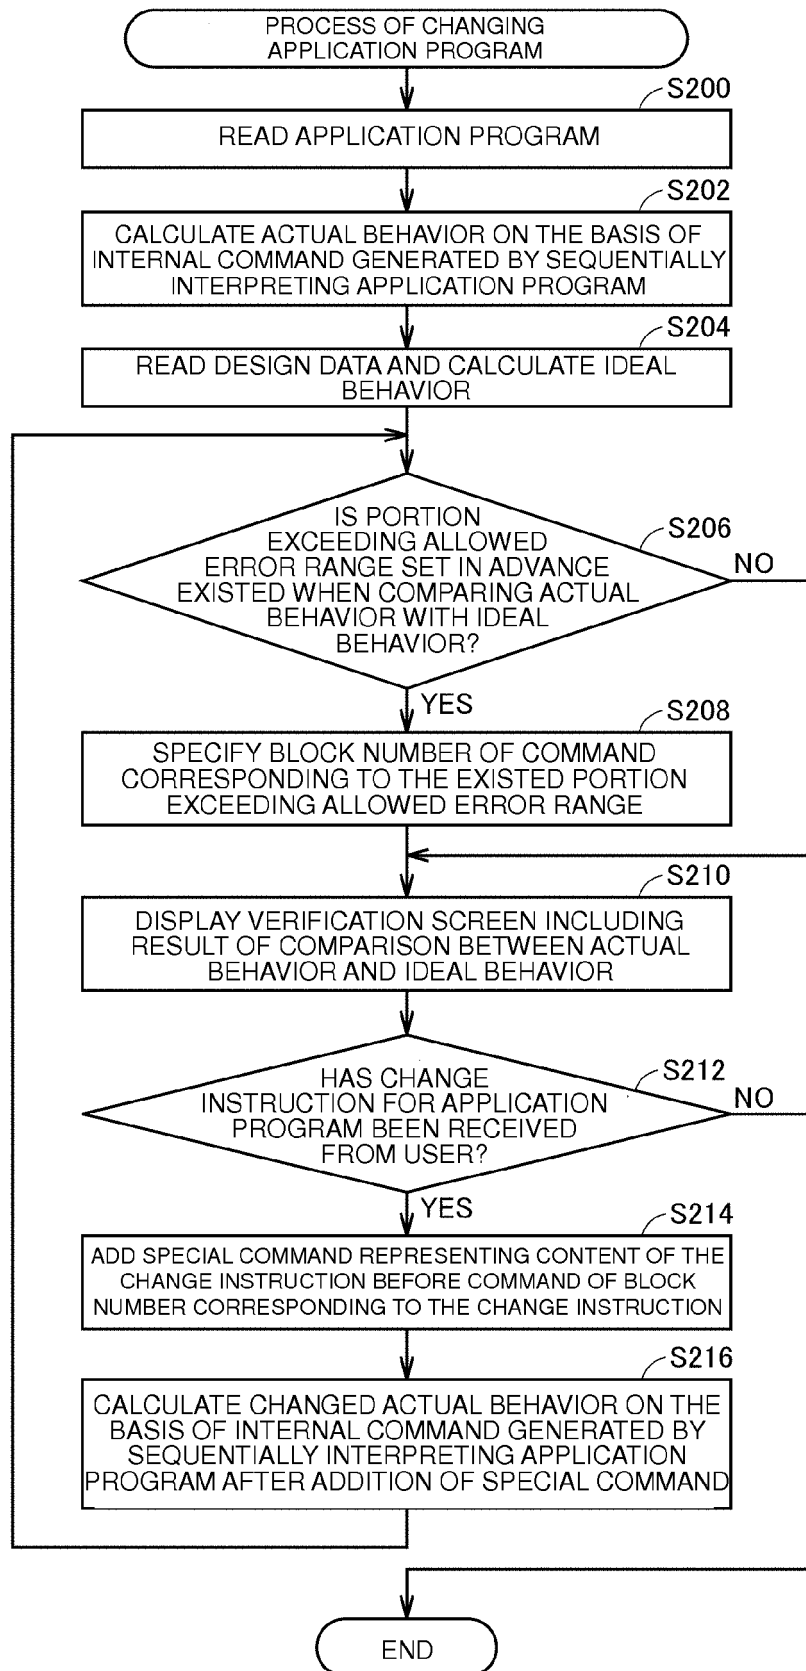 PROCESS OF CHANGING
APPLICATION PROGRAM
S200
READ APPLICATION PROGRAM
S202
CALCULATE ACTUAL BEHAVIOR ON THE BASIS OF
INTERNAL COMMAND GENERATED BY SEQUENTIALLY
INTERPRETING APPLICATION PROGRAM
S204
READ DESIGN DATA AND CALCULATE IDEAL
BEHAVIOR
S206
IS PORTION
EXCEEDING ALLOWED
ERROR RANGE SET IN ADVANCE
EXISTED WHEN COMPARING ACTUAL
BEHAVIOR WITH IDEAL
BEHAVIOR?
NO
YES
S208
SPECIFY BLOCK NUMBER OF COMMAND
CORRESPONDING TO THE EXISTED PORTION
EXCEEDING ALLOWED ERROR RANGE
S210
DISPLAY VERIFICATION SCREEN INCLUDING
RESULT OF COMPARISON BETWEEN ACTUAL
BEHAVIOR AND IDEAL BEHAVIOR
S212
HAS CHANGE
INSTRUCTION FOR APPLICATION
PROGRAM BEEN RECEIVED
FROM USER?
NO
YES
S214
ADD SPECIAL COMMAND REPRESENTING CONTENT OF THE
CHANGE INSTRUCTION BEFORE COMMAND OF BLOCK
NUMBER CORRESPONDING TO THE CHANGE INSTRUCTION
S216
CALCULATE CHANGED ACTUAL BEHAVIOR ON THE
BASIS OF INTERNAL COMMAND GENERATED BY
SEQUENTIALLY INTERPRETING APPLICATION
PROGRAM AFTER ADDITION OF SPECIAL COMMAND
END